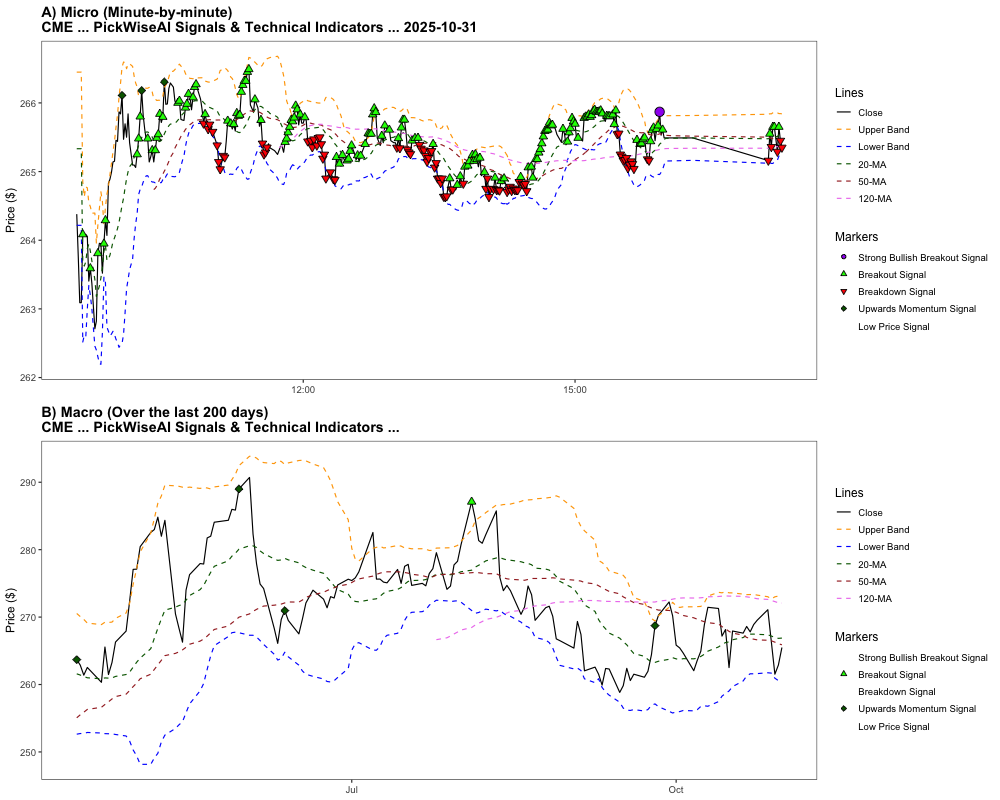 A) Micro (Minute-by-minute)
CME ... PickWiseAI Signals & Technical Indicators ... 2025-10-31
Price ($)
266
265
264
263
262
12:00
15:00
Lines
Close
Upper Band
Lower Band
20-MA
50-MA
120-MA
Markers
Strong Bullish Breakout Signal
Breakout Signal
Breakdown Signal
Upwards Momentum Signal
Low Price Signal
B) Macro (Over the last 200 days)
CME ... PickWiseAI Signals & Technical Indicators ...
Price ($)
290
280
270
260
250
Jul
Oct
Lines
Close
Upper Band
Lower Band
20-MA
50-MA
120-MA
Markers
Strong Bullish Breakout Signal
Breakout Signal
Breakdown Signal
Upwards Momentum Signal
Low Price Signal